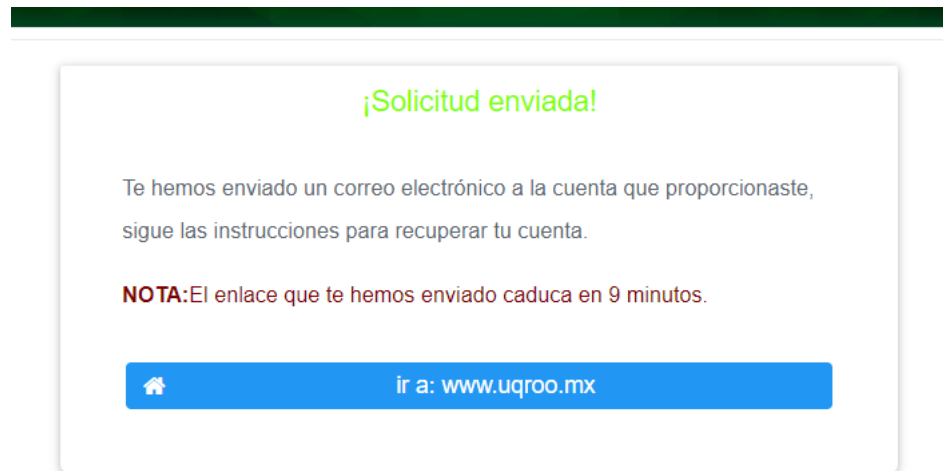 ¡Solicitud enviada!
Te hemos enviado un correo electrónico a la cuenta que proporcionaste,
sigue las instrucciones para recuperar tu cuenta.
NOTA:El enlace que te hemos enviado caduca en 9 minutos.
ir a: www.uqroo.mx